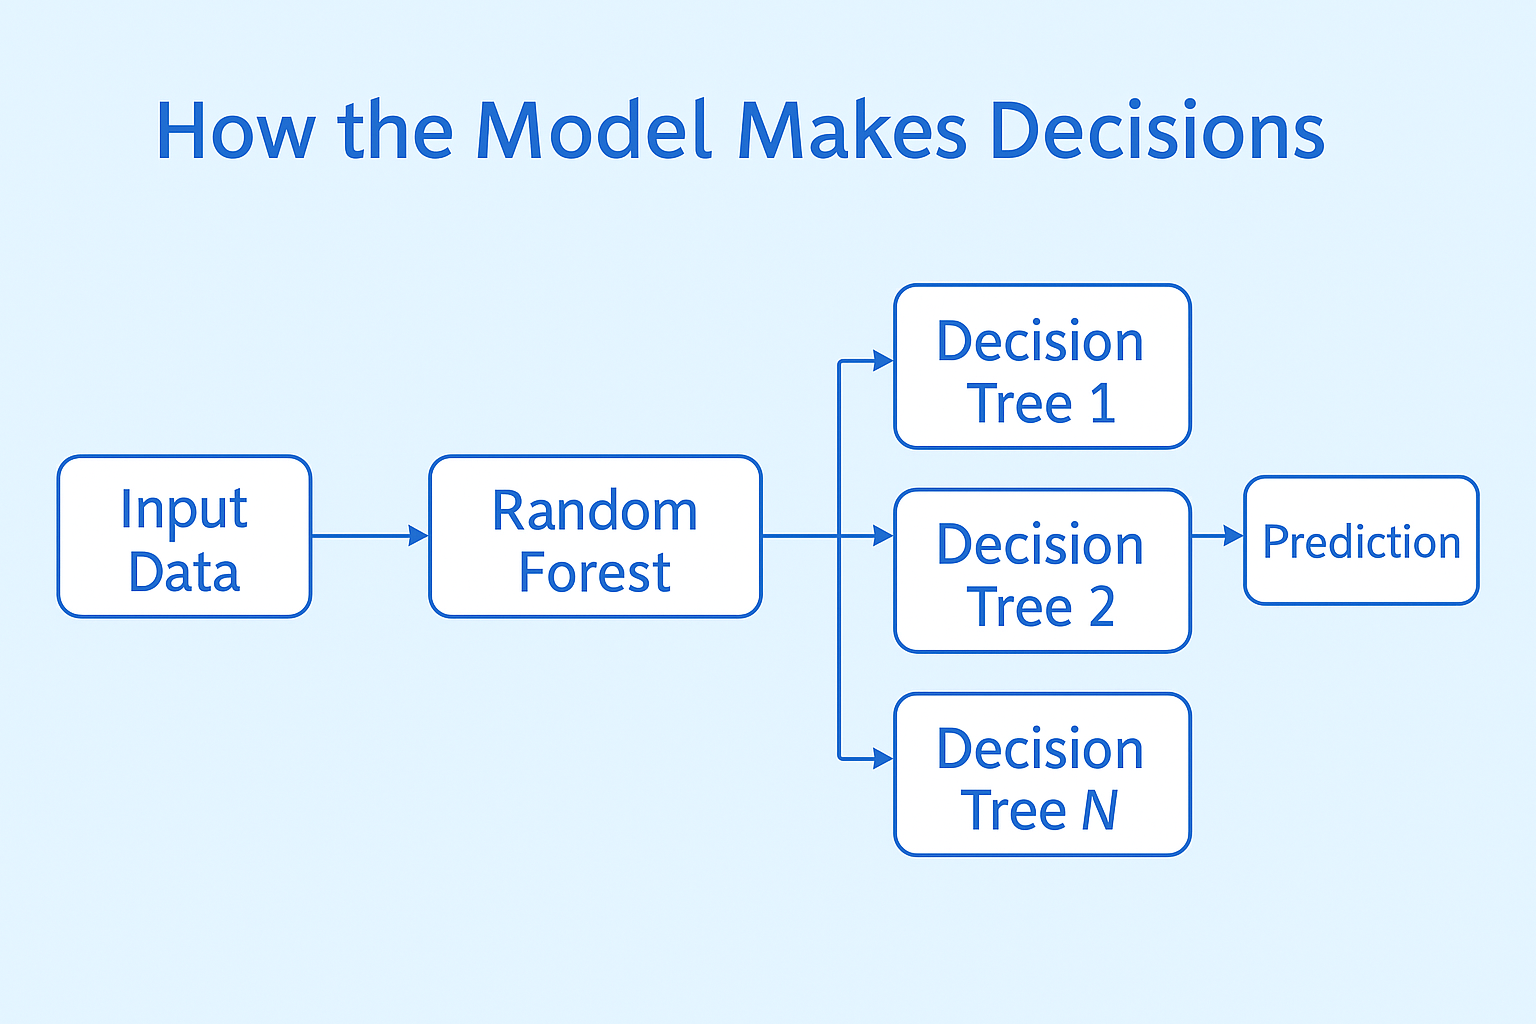 How the Model Makes Decisions
Input
Data
Random
Forest
Decision
Tree 1
Decision
Tree 2
Decision
Tree N
Prediction